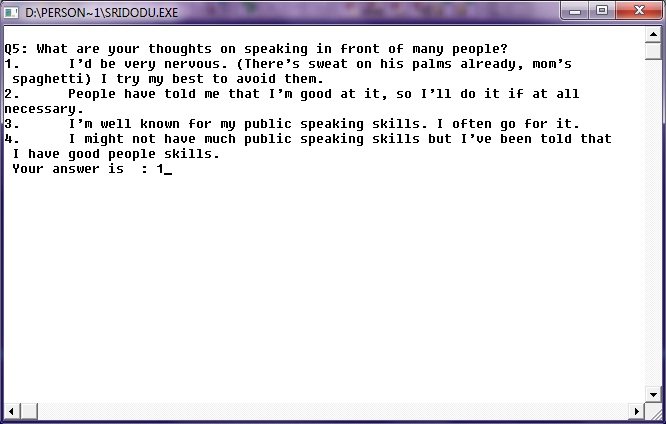 D:\PERSON~1\SRIDODU.EXE
Q5: What are your thoughts on speaking in front of many people?
1.      I'd be very nervous. (There's sweat on his palms already, mom's
 spaghetti) I try my best to avoid them.
2.      People have told me that I'm good at it, so I'll do it if at all
necessary.
3.      I'm well known for my public speaking skills. I often go for it.
4.      I might not have much public speaking skills but I've been told that
 I have good people skills.
 Your answer is  : 1_